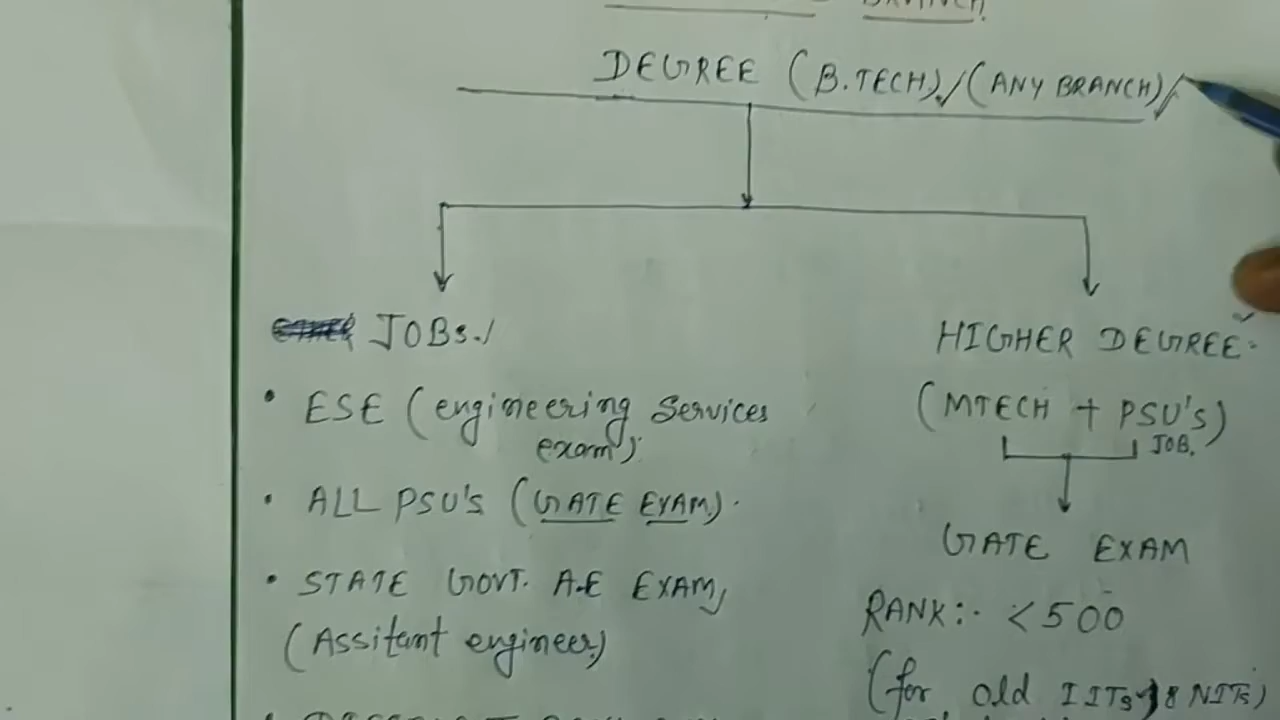 BRANCH.
DEGREE (B.TECH)/(ANY BRANCH)/
JOBs./
• ESE (engineering Services
exam)
• ALL PSU's (GATE EXAM).
• STATE GOVT. A.E EXAM,
(Assitant engineer)
HIGHER DEGREE.
(MTECH + PSU's)
JOB.
GATE EXAM
RANK:- <500
(for old IITs & NITs)